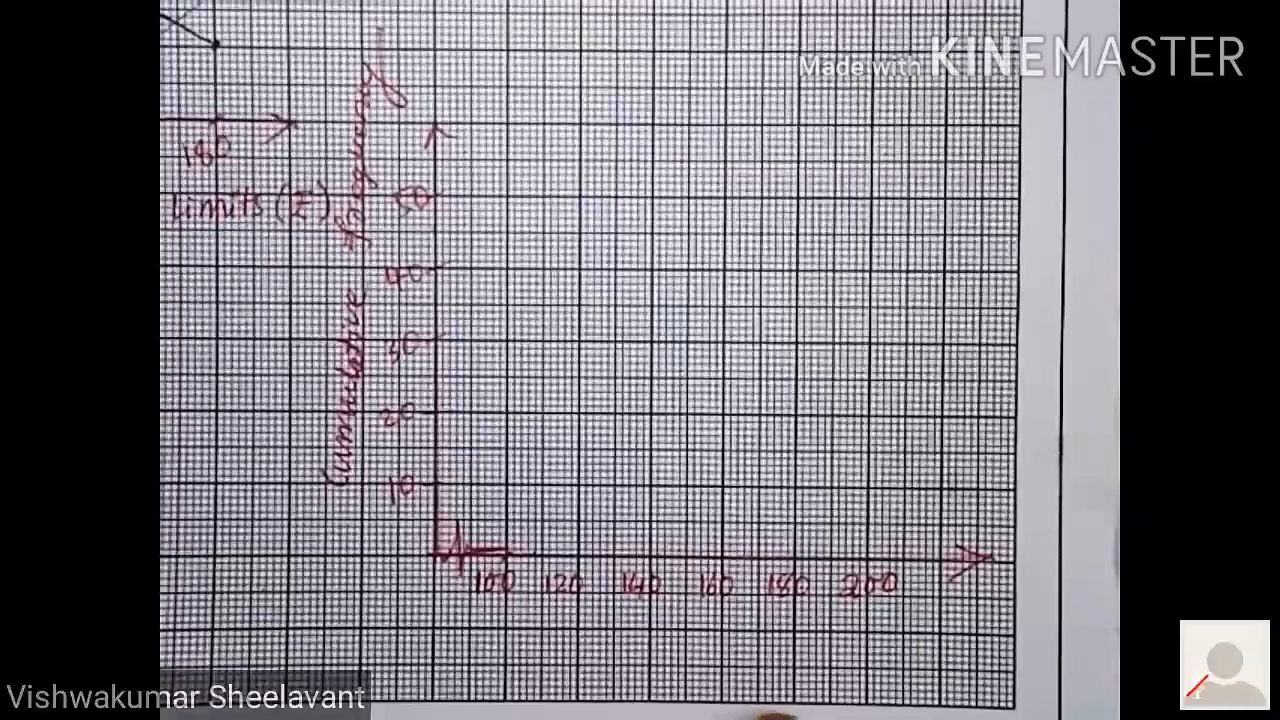 Made with KINEMASTER
180
limits (₹)
Cumulative frequency
50
40
30
20
10
100 120 140 160 180 200
Vishwakumar Sheelavant